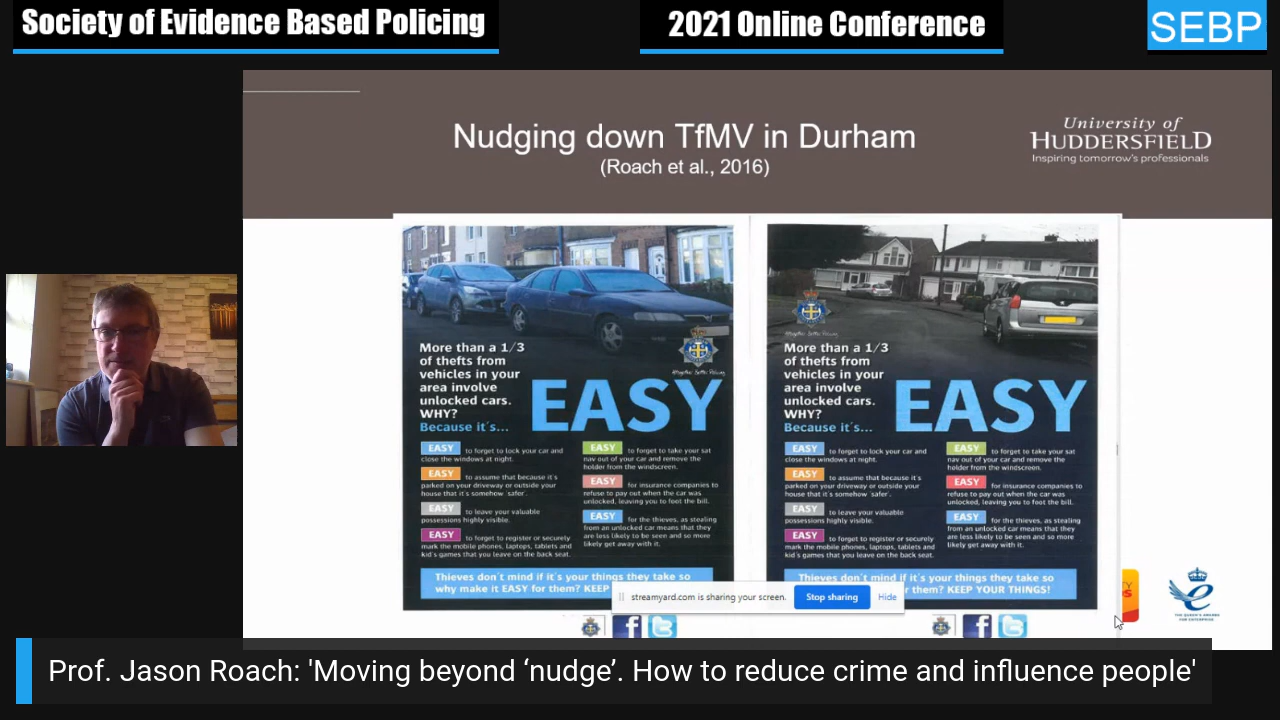 Society of Evidence Based Policing
2021 Online Conference
SEBP
Nudging down TfMV in Durham
(Roach et al., 2016)
University of
HUDDERSFIELD
Inspiring tomorrow's professionals
More than a 1/3
of thefts from
vehicles in your
area involve
unlocked cars.
WHY?
Because it's...
EASY
EASY to forget to lock your car and
close the windows at night.
EASY to assume that because it's
parked on your driveway or outside your
house that it's somehow 'safer'.
EASY to leave your valuable
possessions highly visible.
EASY to forget to register or securely
mark the mobile phones, laptops, tablets and
kid's games that you leave on the back seat.
EASY to forget to take your sat
nav out of your car and remove the
holder from the windscreen.
EASY for insurance companies to
refuse to pay out when the car was
unlocked, leaving you to foot the bill.
EASY for the thieves, as stealing
from an unlocked car means that they
are less likely to be seen and so more
likely get away with it.
Thieves don't mind if it's your things they take so
why make it EASY for them? KEEP
More than a 1/3
of thefts from
vehicles in your
area involve
unlocked cars.
WHY?
Because it's...
EASY
EASY to forget to lock your car and
close the windows at night.
EASY to assume that because it's
parked on your driveway or outside your
house that it's somehow 'safer'.
EASY to leave your valuable
possessions highly visible.
EASY to forget to register or securely
mark the mobile phones, laptops, tablets and
kid's games that you leave on the back seat.
EASY to forget to take your sat
nav out of your car and remove the
holder from the windscreen.
EASY for insurance companies to
refuse to pay out when the car was
unlocked, leaving you to foot the bill.
EASY for the thieves, as stealing
from an unlocked car means that they
are less likely to be seen and so more
likely get away with it.
Thieves don't mind if it's your things they take so
for them? KEEP YOUR THINGS!
streamyard.com is sharing your screen.
Stop sharing
Hide
THE QUEEN'S AWARDS
FOR ENTERPRISE
Prof. Jason Roach: 'Moving beyond ‘nudge’. How to reduce crime and influence people'